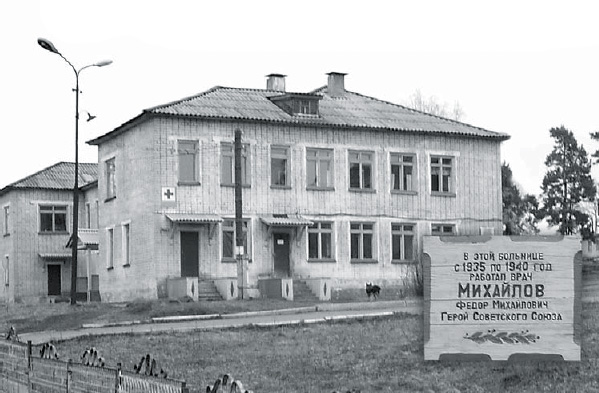 В ЭТОЙ БОЛЬНИЦЕ
С 1935 ПО 1940 ГОД
РАБОТАЛ ВРАЧ
МИХАЙЛОВ
ФЕДОР МИХАЙЛОВИЧ
ГЕРОЙ СОВЕТСКОГО СОЮЗА